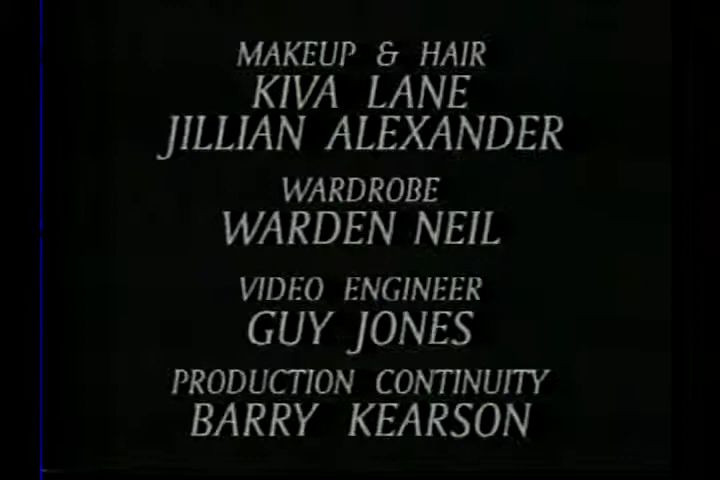 MAKEUP & HAIR
KIVA LANE
JILLIAN ALEXANDER
WARDROBE
WARDEN NEIL
VIDEO ENGINEER
GUY JONES
PRODUCTION CONTINUITY
BARRY KEARSON